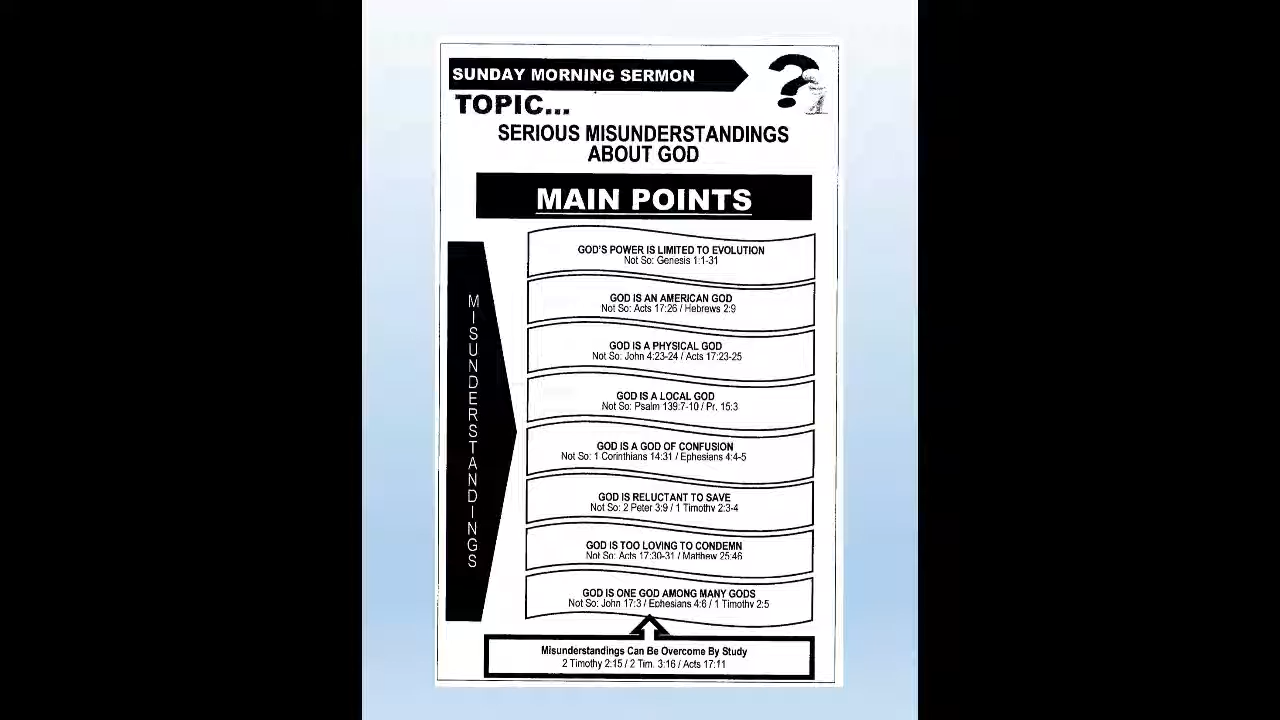 SUNDAY MORNING SERMON
TOPIC...
SERIOUS MISUNDERSTANDINGS
ABOUT GOD
MAIN POINTS
MISUNDERSTANDINGS
GOD'S POWER IS LIMITED TO EVOLUTION
Not So: Genesis 1:1-31
GOD IS AN AMERICAN GOD
Not So: Acts 17:26 / Hebrews 2:9
GOD IS A PHYSICAL GOD
Not So: John 4:23-24 / Acts 17:23-25
GOD IS A LOCAL GOD
Not So: Psalm 139:7-10 / Pr. 15:3
GOD IS A GOD OF CONFUSION
Not So: 1 Corinthians 14:31 / Ephesians 4:4-5
GOD IS RELUCTANT TO SAVE
Not So: 2 Peter 3:9 / 1 Timothy 2:3-4
GOD IS TOO LOVING TO CONDEMN
Not So: Acts 17:30-31 / Matthew 25:46
GOD IS ONE GOD AMONG MANY GODS
Not So: John 17:3 / Ephesians 4:6 / 1 Timothy 2:5
Misunderstandings Can Be Overcome By Study
2 Timothy 2:15 / 2 Tim. 3:16 / Acts 17:11